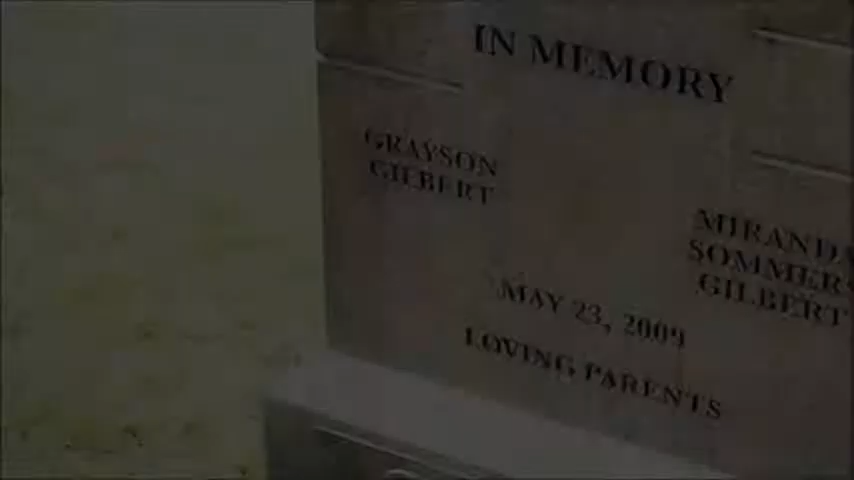 IN MEMORY
GRAYSON
GILBERT
MIRANDA
SOMMERS
GILBERT
MAY 23, 2009
LOVING PARENTS